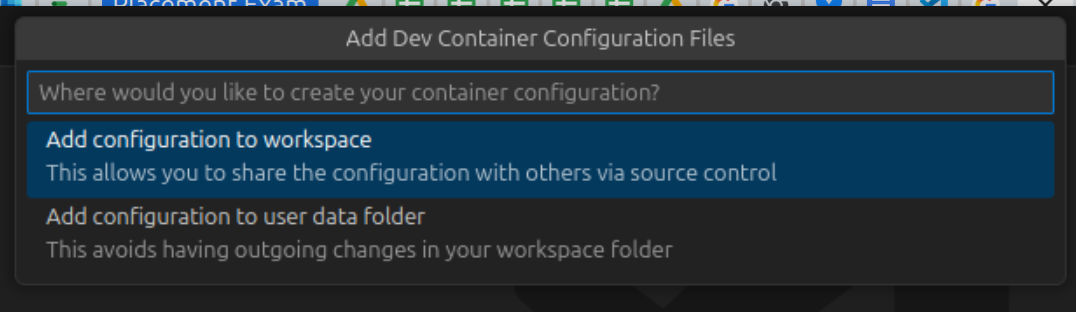 Placement Exam
Add Dev Container Configuration Files
Where would you like to create your container configuration?
Add configuration to workspace
This allows you to share the configuration with others via source control
Add configuration to user data folder
This avoids having outgoing changes in your workspace folder